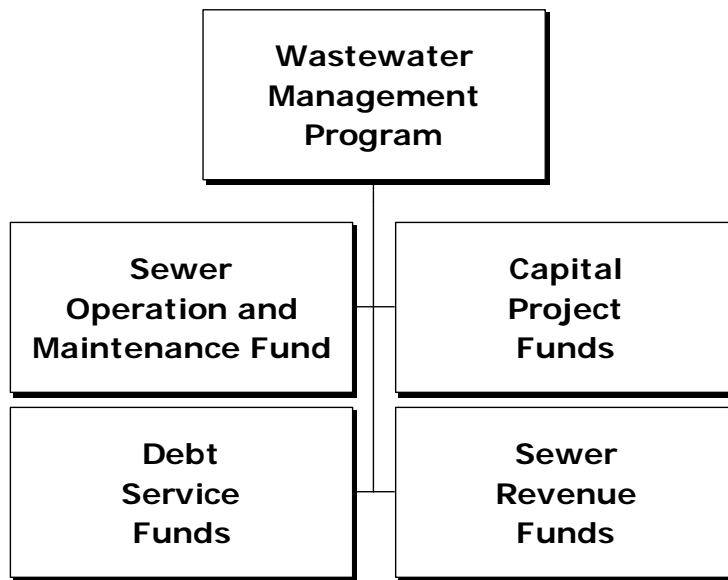 Wastewater
Management
Program
Sewer
Operation and
Maintenance Fund
Capital
Project
Funds
Debt
Service
Funds
Sewer
Revenue
Funds